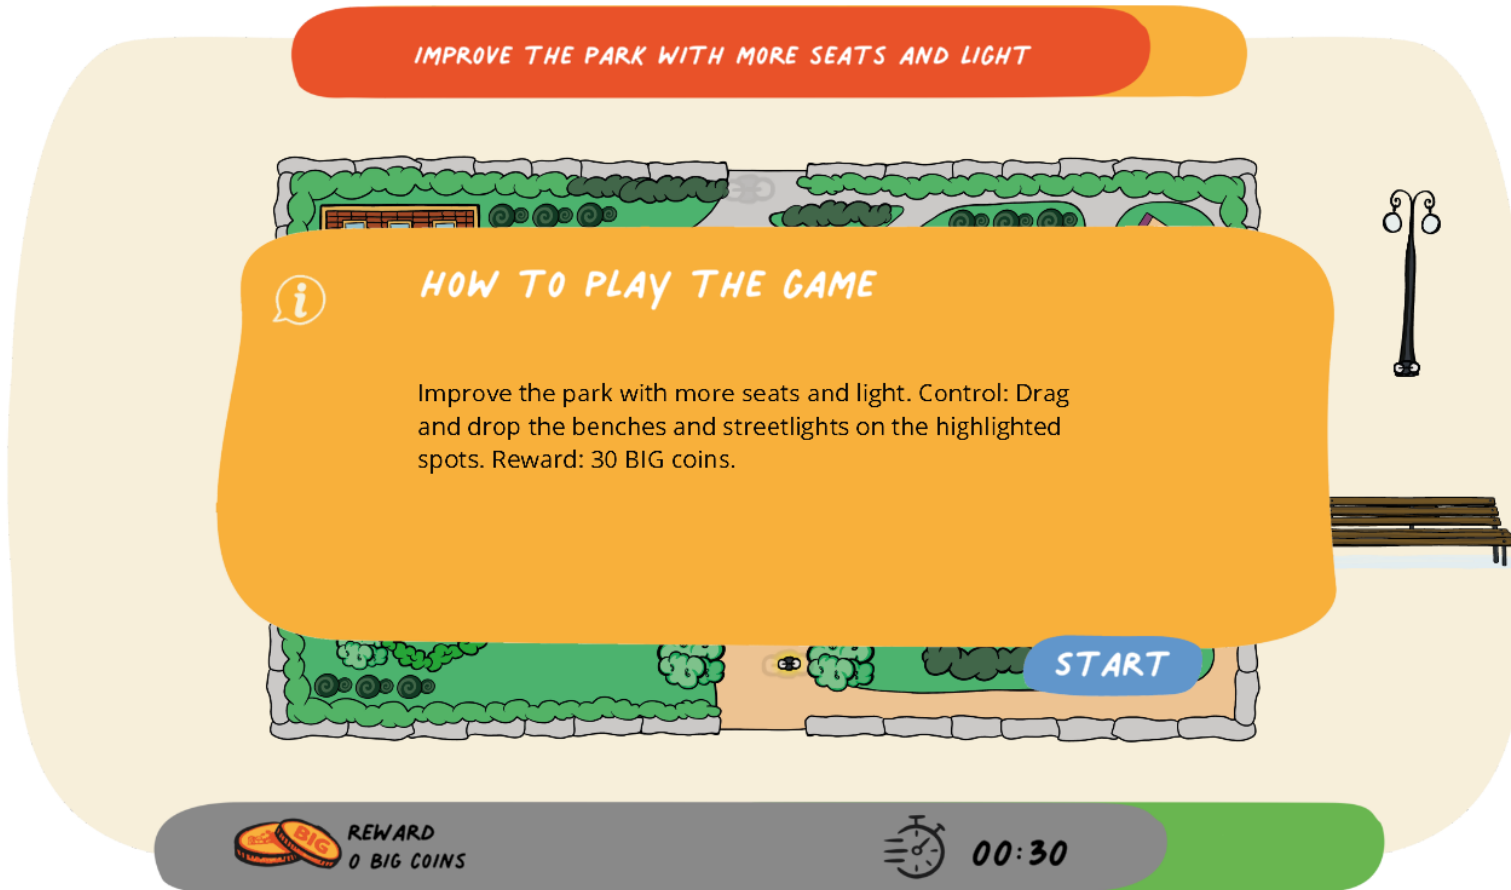 IMPROVE THE PARK WITH MORE SEATS AND LIGHT
HOW TO PLAY THE GAME
Improve the park with more seats and light. Control: Drag
and drop the benches and streetlights on the highlighted
spots. Reward: 30 BIG coins.
START
BIG
REWARD
0 BIG COINS
00:30